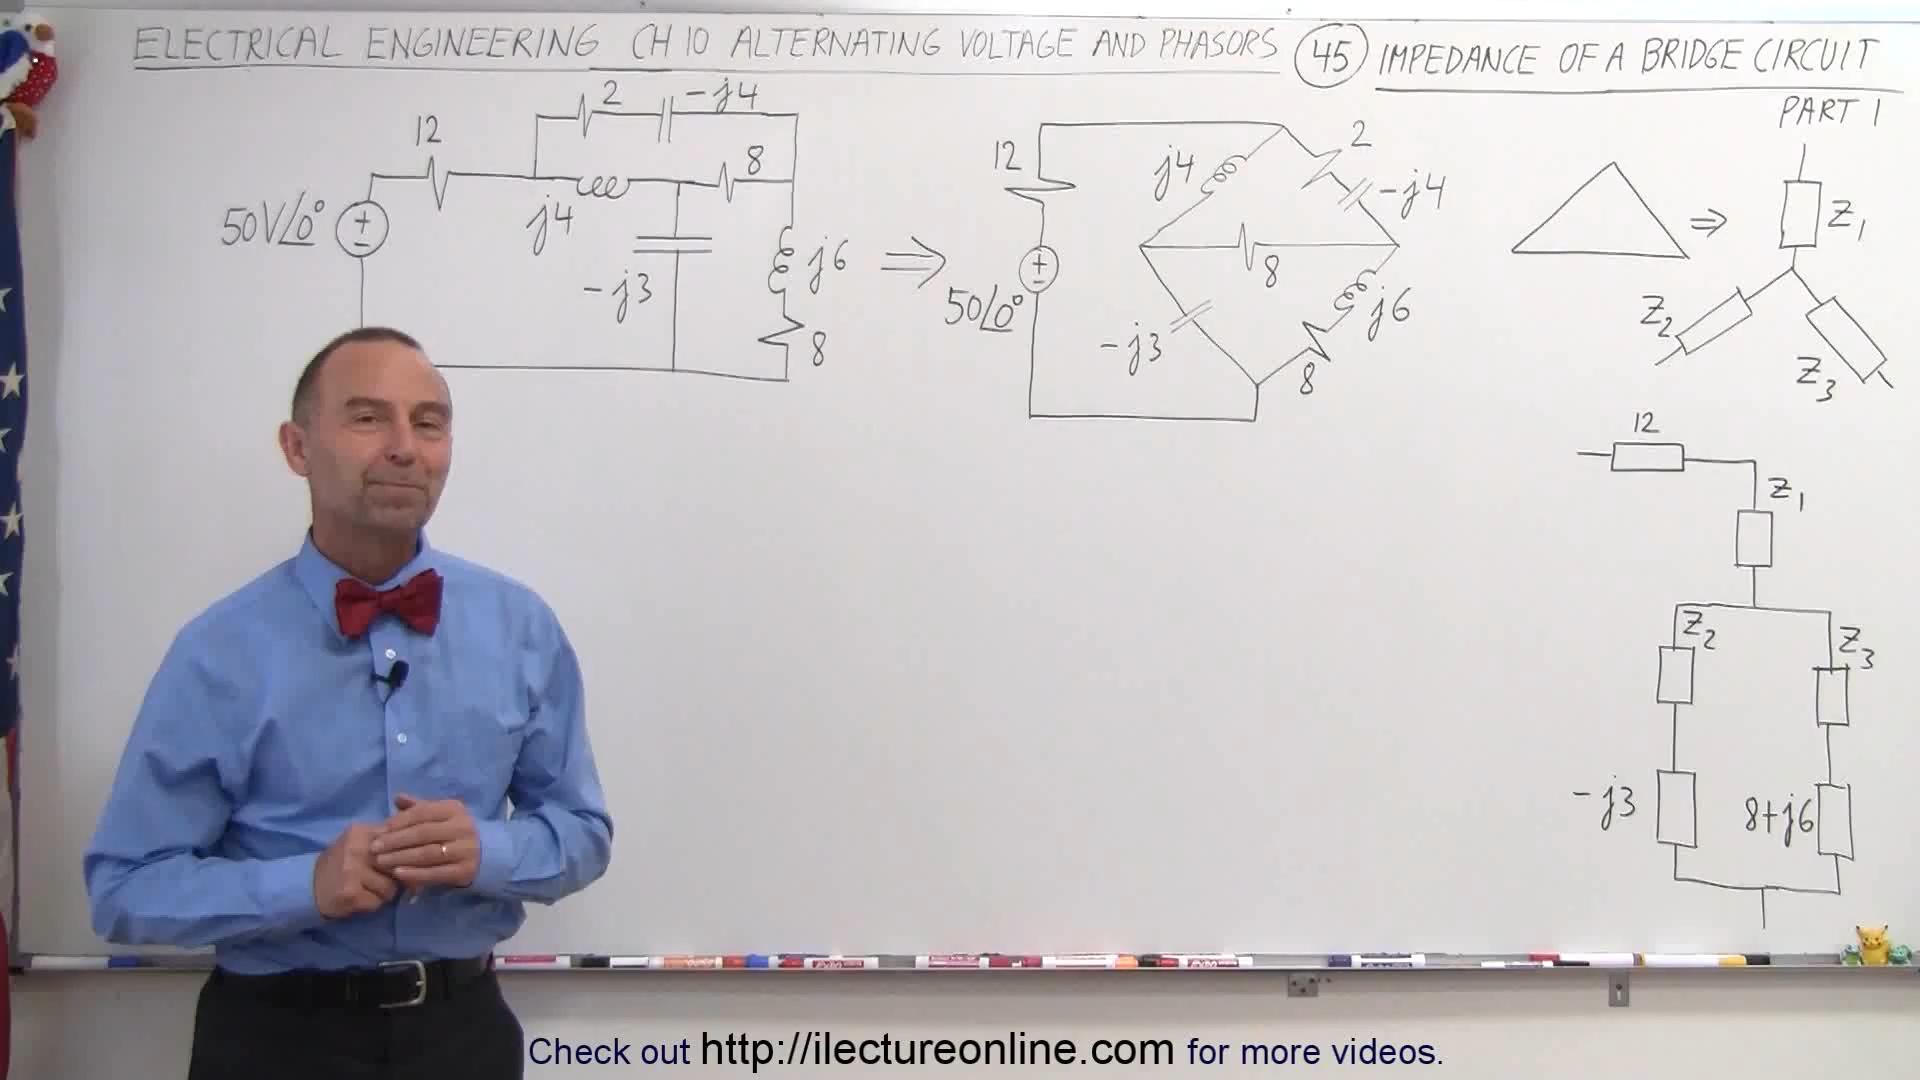 ELECTRICAL ENGINEERING CH 10 ALTERNATING VOLTAGE AND PHASORS 45 IMPEDANCE OF A BRIDGE CIRCUIT
PART 1
12
2
-j4
8
50V∠0°
+
-
j4
-j3
j6
8
⇒
12
j4
2
-j4
50∠0°
+
-
8
-j3
j6
8
⇒
Z1
Z2
Z3
12
Z1
Z2
Z3
-j3
8+j6
Check out http://ilectureonline.com for more videos.